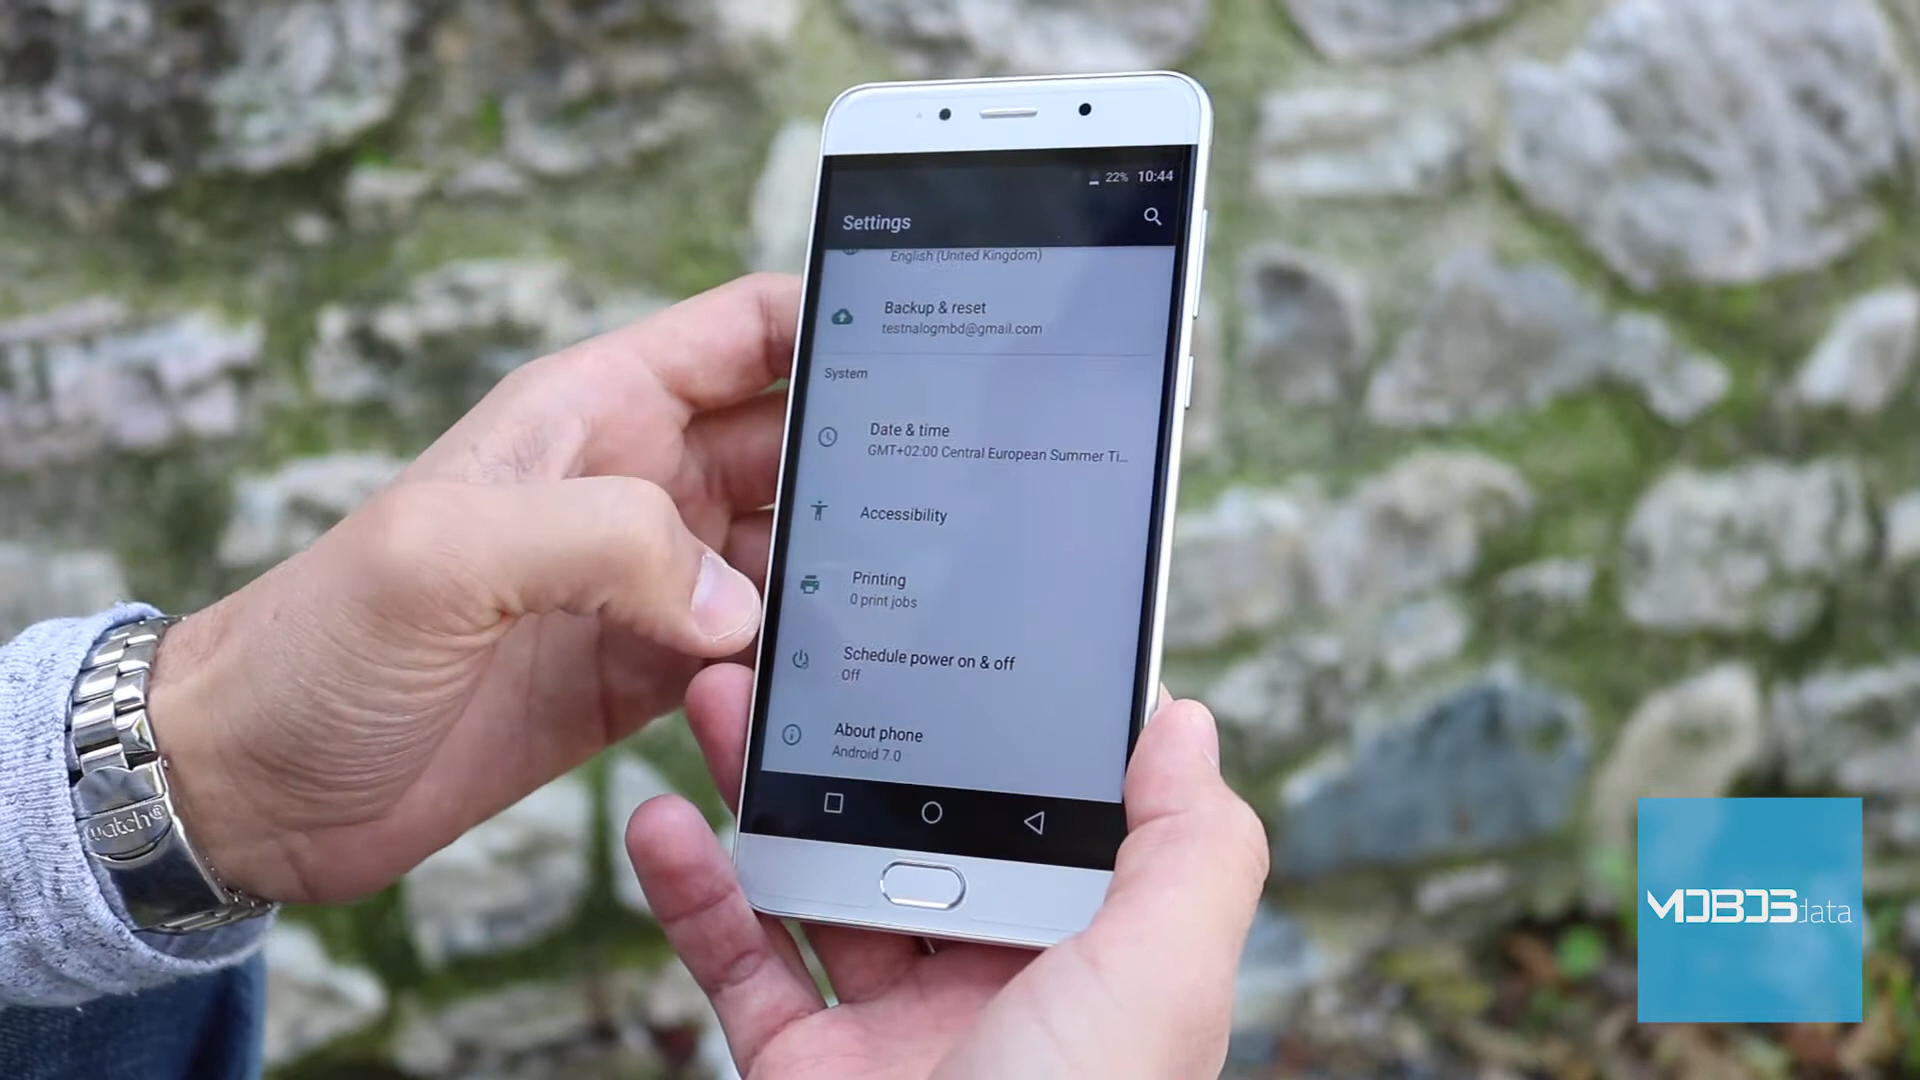 22% 10:44
Settings
English (United Kingdom)
Backup & reset
testnalogmbd@gmail.com
System
Date & time
GMT+02:00 Central European Summer Ti...
Accessibility
Printing
0 print jobs
Schedule power on & off
Off
About phone
Android 7.0
watch®
MOBOSdata